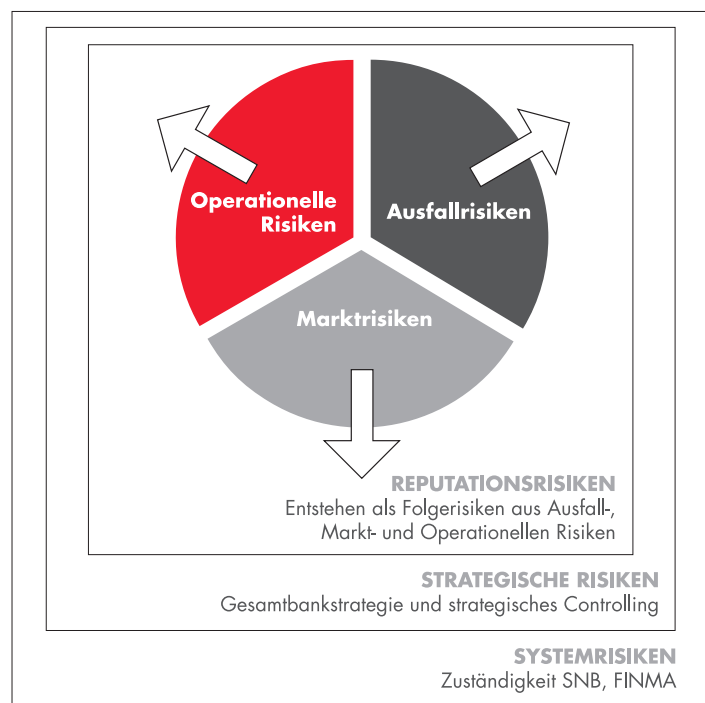 Operationelle
Risiken
Ausfallrisiken
Marktrisiken
REPUTATIONSRISIKEN
Entstehen als Folgerisiken aus Ausfall-,
Markt- und Operationellen Risiken
STRATEGISCHE RISIKEN
Gesamtbankstrategie und strategisches Controlling
SYSTEMRISIKEN
Zuständigkeit SNB, FINMA